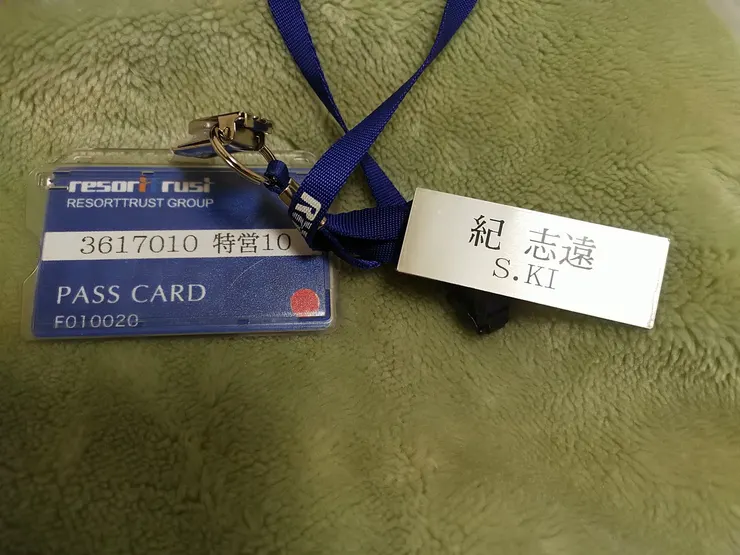 resorttrust
RESORTTRUST GROUP
3617010 特営10
PASS CARD
F010020
R
紀 志遠
S.KI